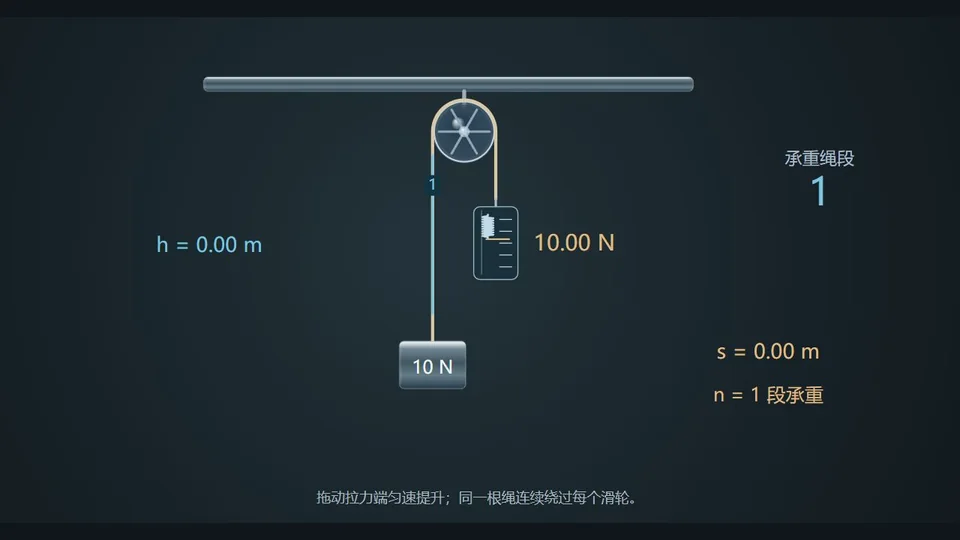 承重绳段
1
1
h = 0.00 m
10.00 N
s = 0.00 m
10 N
n = 1 段承重
拖动拉力端匀速提升；同一根绳连续绕过每个滑轮。